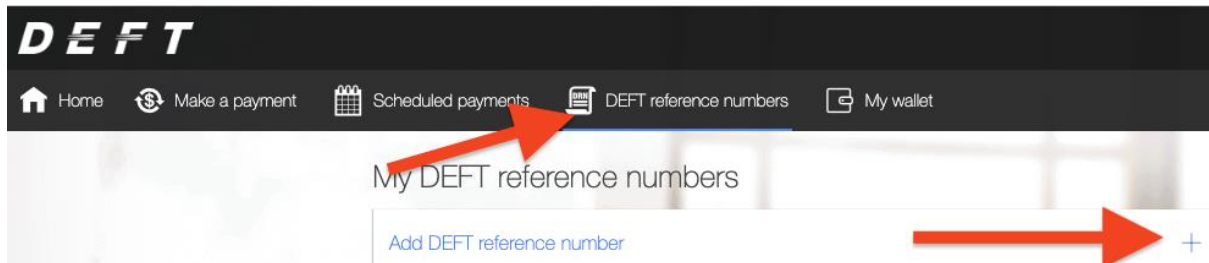 DEFT
Home Make a payment Scheduled payments DRN DEFT reference numbers My wallet
My DEFT reference numbers
Add DEFT reference number +